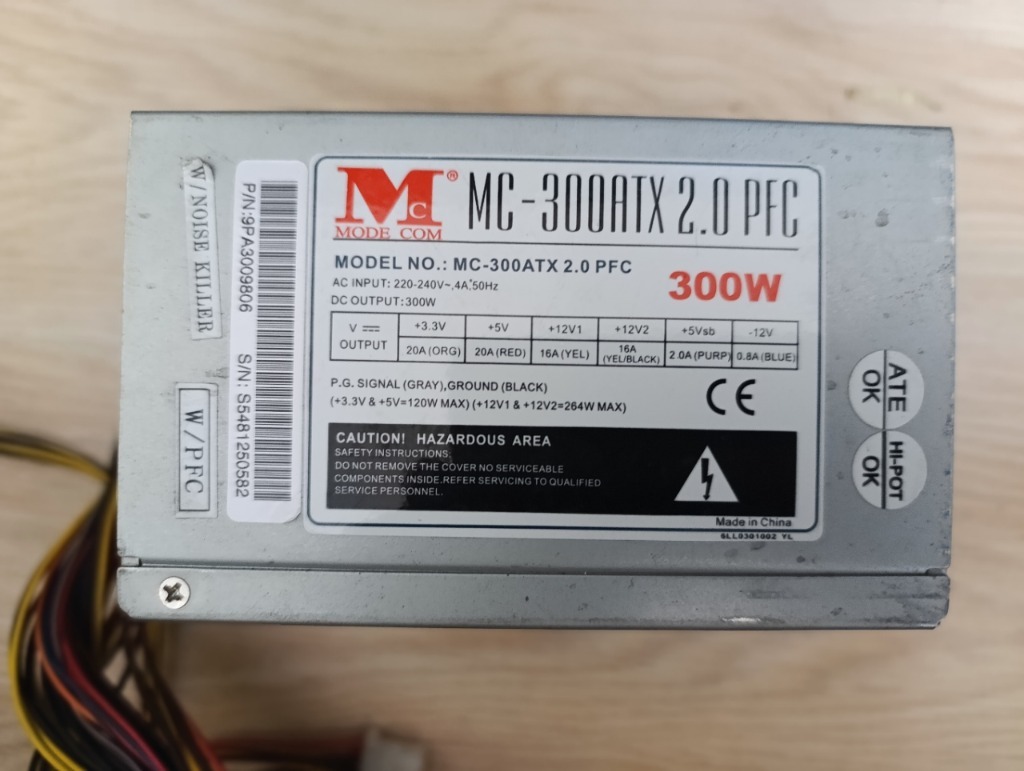 W/NOISE KILLER
W/PFC
P/N:9PA3009806
S/N: S5481250582
Mc®
MODE COM
MC-300ATX 2.0 PFC
MODEL NO.: MC-300ATX 2.0 PFC
300W
AC INPUT: 220-240V~,4A,50Hz
DC OUTPUT:300W
V ⎓ OUTPUT +3.3V +5V +12V1 +12V2 +5Vsb -12V
20A(ORG) 20A(RED) 16A(YEL) 16A (YEL/BLACK) 2.0A(PURP) 0.8A(BLUE)
P.G. SIGNAL (GRAY),GROUND (BLACK)
(+3.3V & +5V=120W MAX) (+12V1 & +12V2=264W MAX)
CE
CAUTION! HAZARDOUS AREA
SAFETY INSTRUCTIONS.
DO NOT REMOVE THE COVER NO SERVICEABLE
COMPONENTS INSIDE.REFER SERVICING TO QUALIFIED
SERVICE PERSONNEL.
Made in China
6LL0301002 YL
ATE
OK
HI-POT
OK